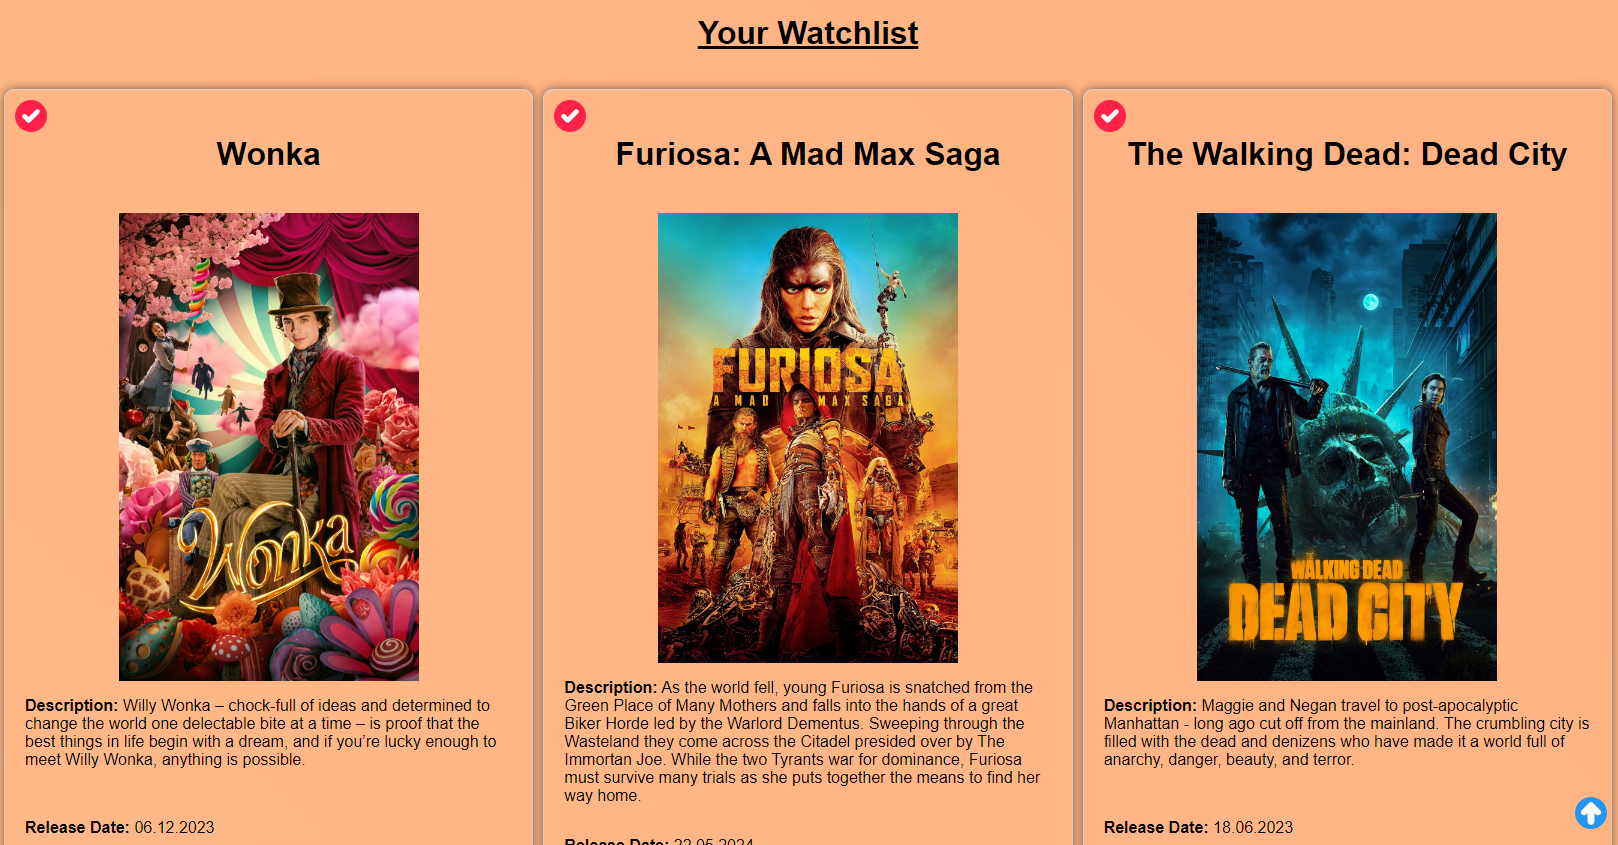 Your Watchlist
Wonka
Wonka
Description: Willy Wonka – chock-full of ideas and determined to
change the world one delectable bite at a time – is proof that the
best things in life begin with a dream, and if you’re lucky enough to
meet Willy Wonka, anything is possible.
Release Date: 06.12.2023
Furiosa: A Mad Max Saga
FURIOSA
A MAD MAX SAGA
Description: As the world fell, young Furiosa is snatched from the
Green Place of Many Mothers and falls into the hands of a great
Biker Horde led by the Warlord Dementus. Sweeping through the
Wasteland they come across the Citadel presided over by The
Immortan Joe. While the two Tyrants war for dominance, Furiosa
must survive many trials as she puts together the means to find her
way home.
Release Date: 22.05.2024
The Walking Dead: Dead City
THE
WALKING DEAD
DEAD CITY
Description: Maggie and Negan travel to post-apocalyptic
Manhattan - long ago cut off from the mainland. The crumbling city is
filled with the dead and denizens who have made it a world full of
anarchy, danger, beauty, and terror.
Release Date: 18.06.2023